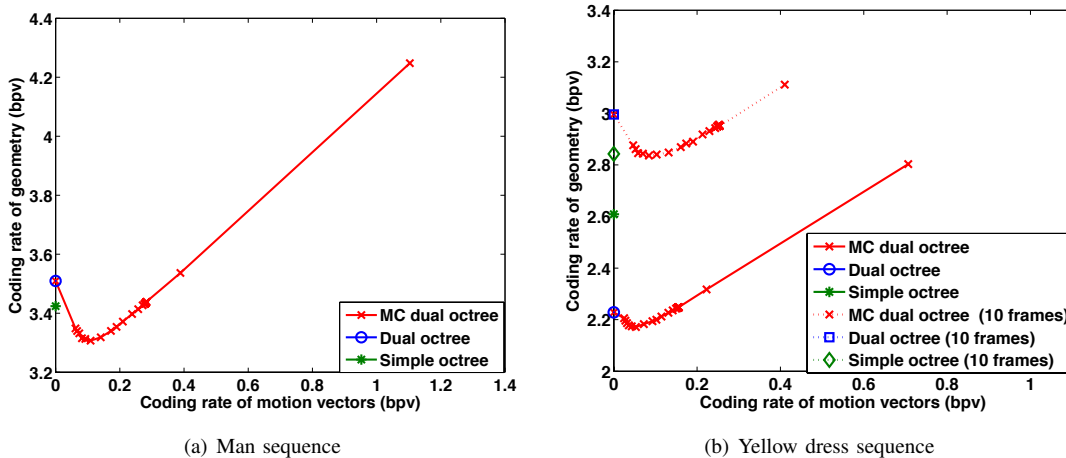 4.4
4.2
4
3.8
3.6
3.4
3.2
0 0.2 0.4 0.6 0.8 1 1.2 1.4
Coding rate of geometry (bpv)
Coding rate of motion vectors (bpv)
MC dual octree
Dual octree
Simple octree
(a) Man sequence
3.4
3.2
3
2.8
2.6
2.4
2.2
2
0 0.2 0.4 0.6 0.8 1
Coding rate of geometry (bpv)
Coding rate of motion vectors (bpv)
MC dual octree
Dual octree
Simple octree
MC dual octree (10 frames)
Dual octree (10 frames)
Simple octree (10 frames)
(b) Yellow dress sequence